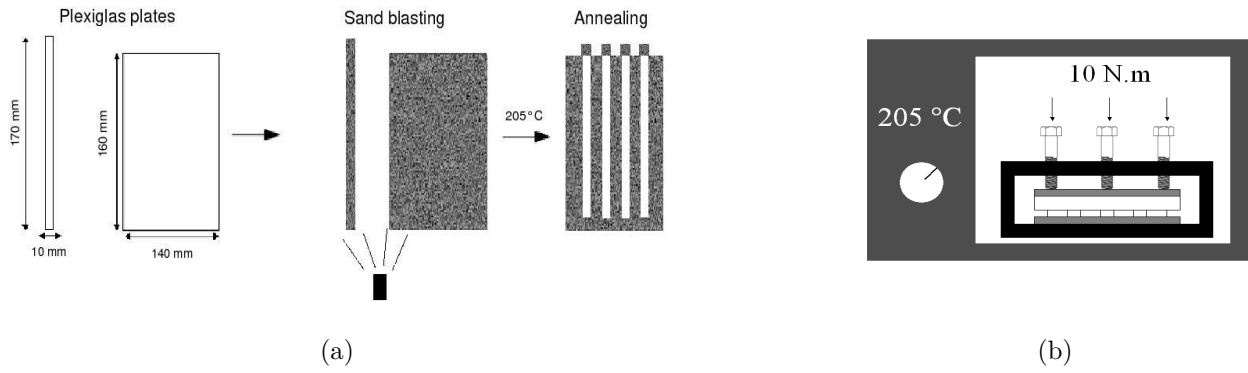 Plexiglas plates
Sand blasting
Annealing
170 mm
160 mm
10 mm
140 mm
205°C
10 N.m
205 °C
(a)
(b)